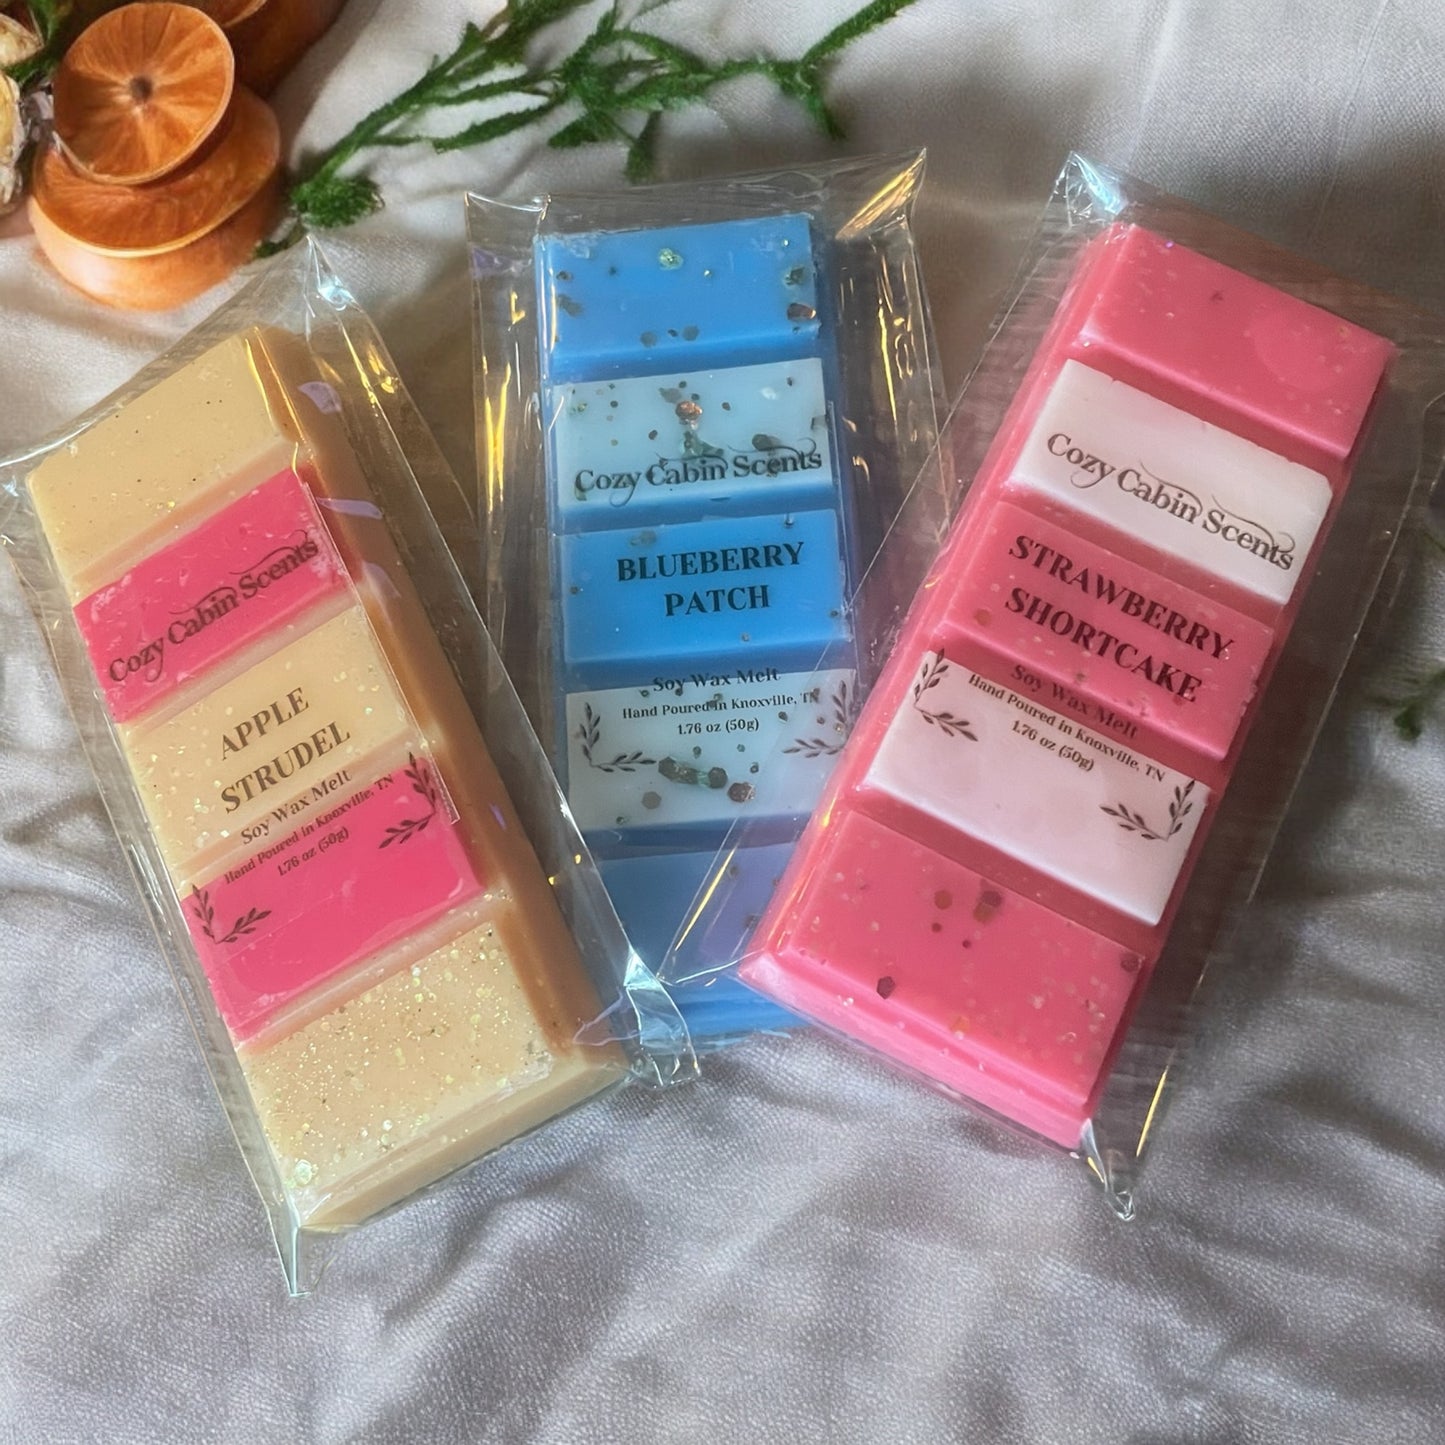 Cozy Cabin Scents
APPLE
STRUDEL
Soy Wax Melt
Hand Poured in Knoxville, TN
1.76 oz (50g)
Cozy Cabin Scents
BLUEBERRY
PATCH
Soy Wax Melt
Hand Poured in Knoxville, TN
1.76 oz (50g)
Cozy Cabin Scents
STRAWBERRY
SHORTCAKE
Soy Wax Melt
Hand Poured in Knoxville, TN
1.76 oz (50g)